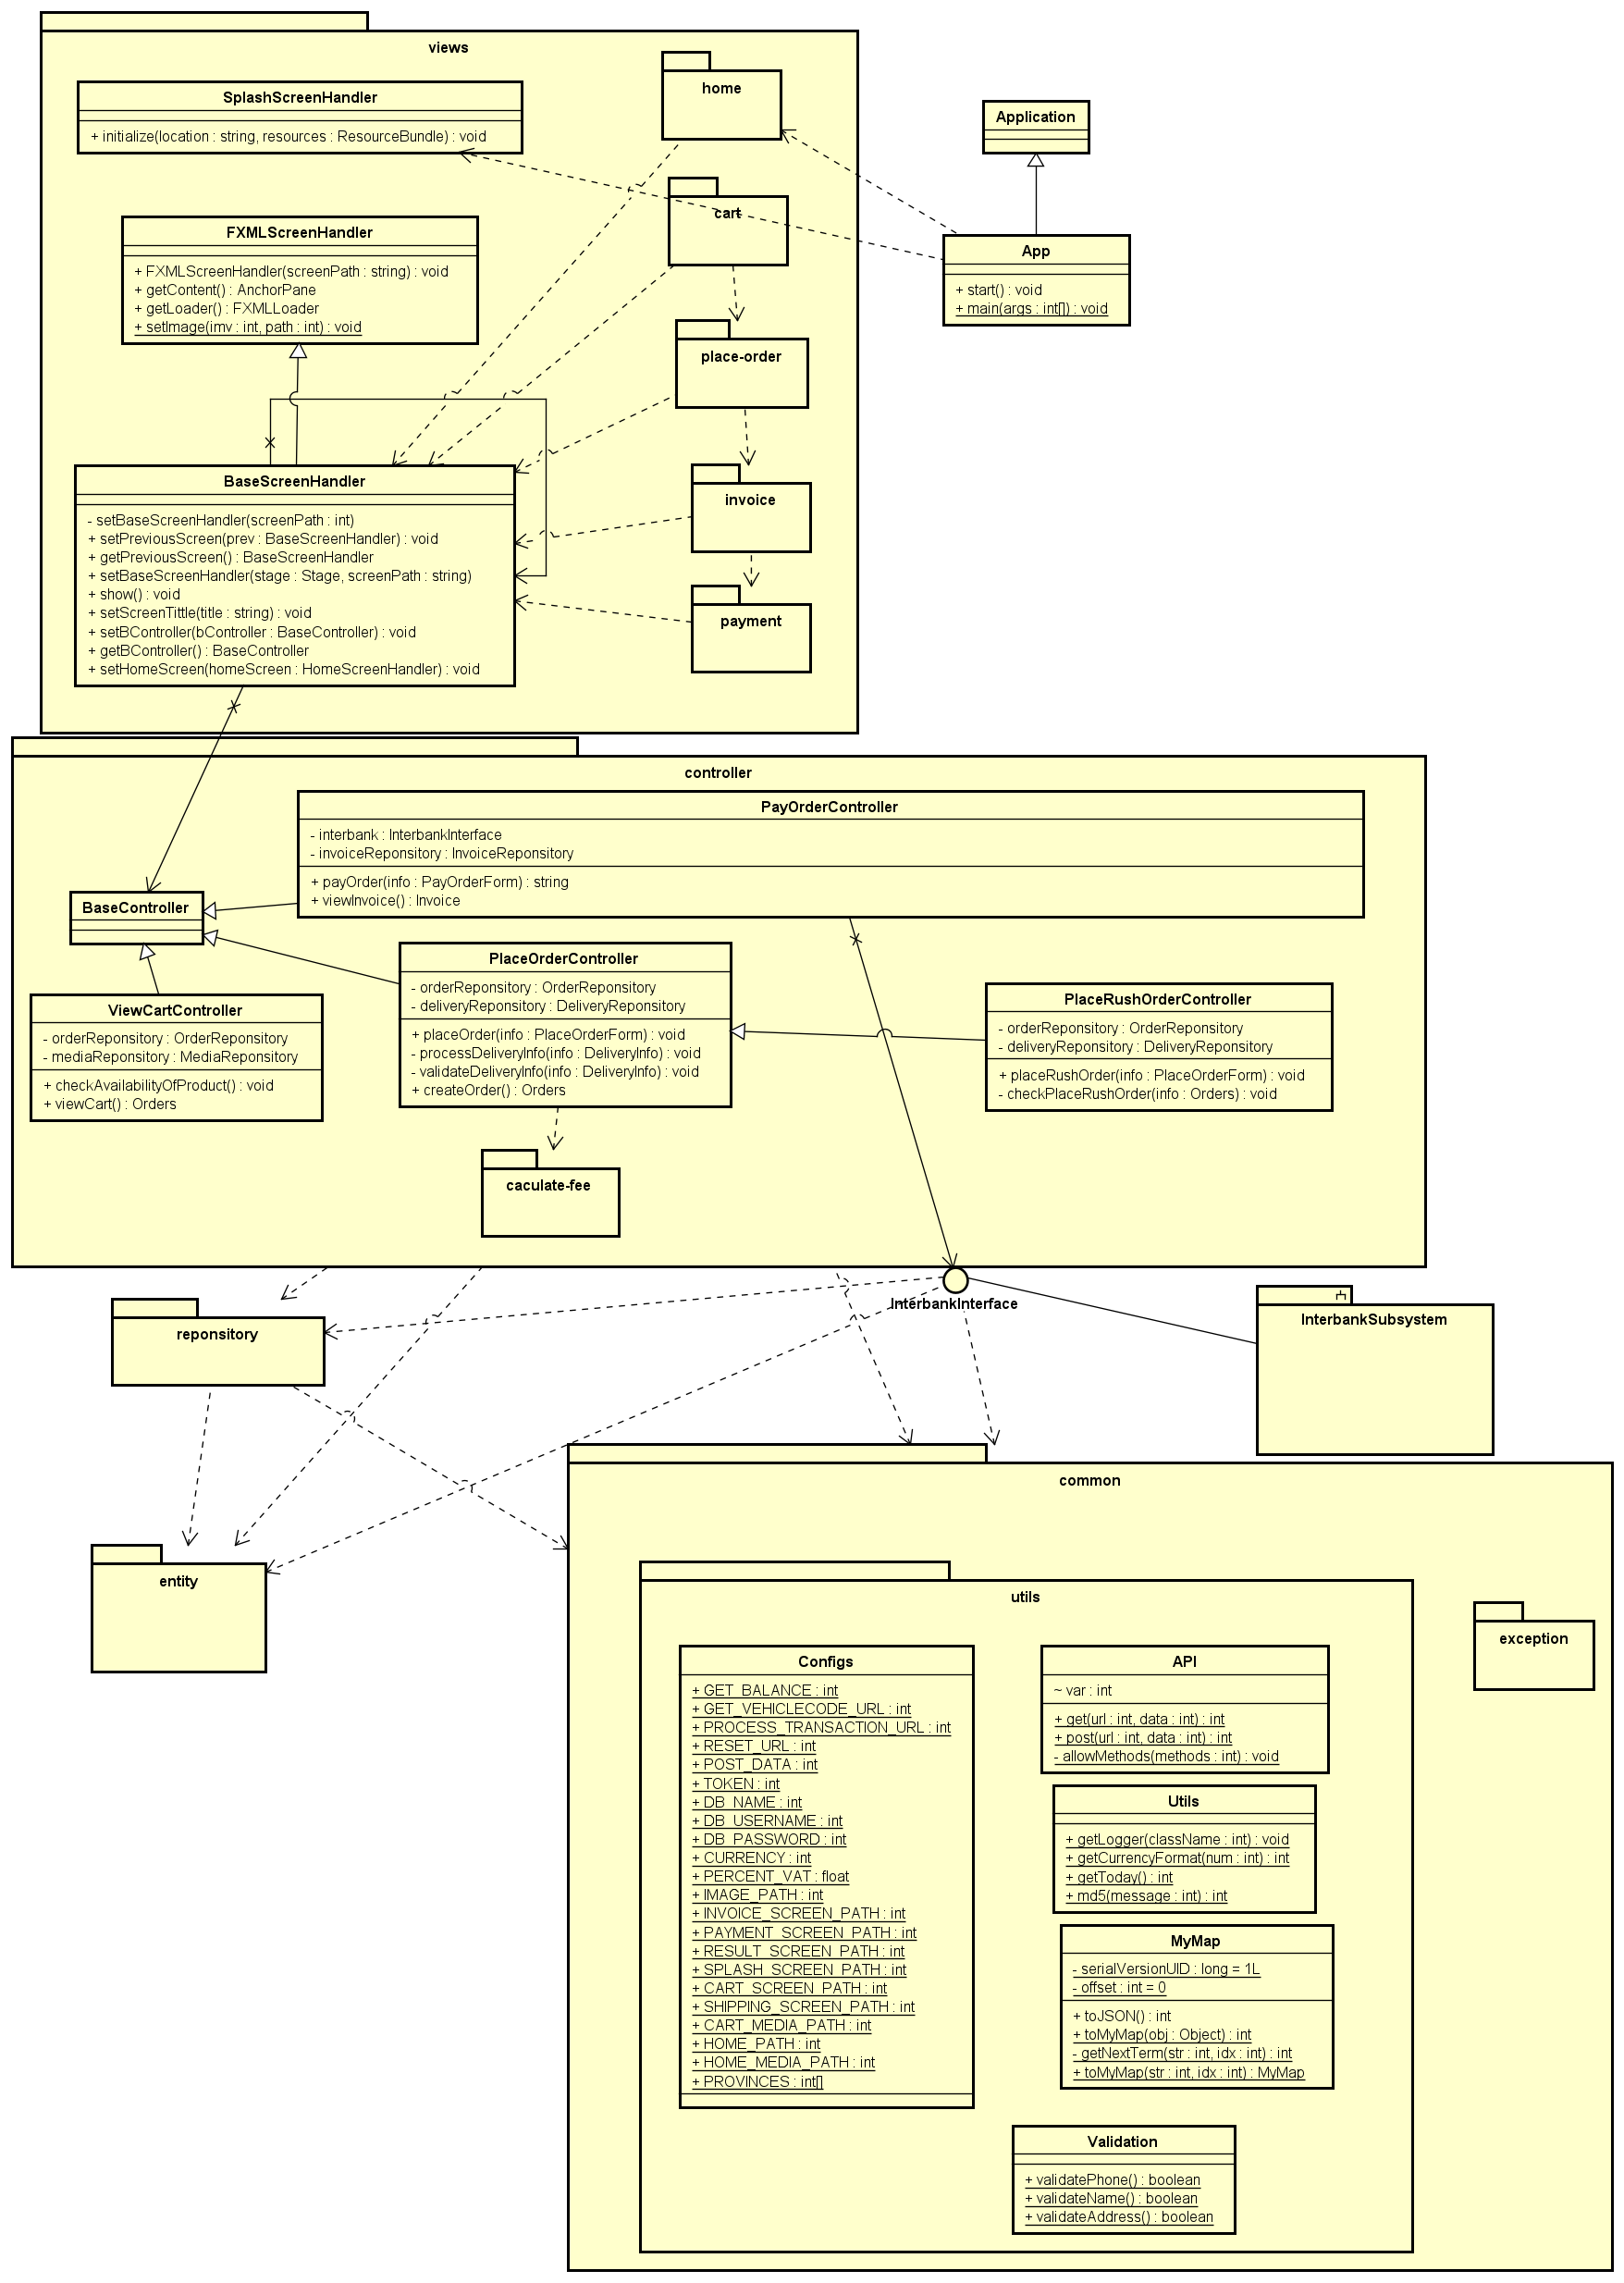 views
SplashScreenHandler
+ initialize(location : string, resources : ResourceBundle) : void
home
Application
cart
FXMLScreenHandler
+ FXMLScreenHandler(screenPath : string) : void
+ getContent() : AnchorPane
+ getLoader() : FXMLLoader
+ setImage(imv : int, path : int) : void
App
+ start() : void
+ main(args : int[]) : void
place-order
BaseScreenHandler
- setBaseScreenHandler(screenPath : int)
+ setPreviousScreen(prev : BaseScreenHandler) : void
+ getPreviousScreen() : BaseScreenHandler
+ setBaseScreenHandler(stage : Stage, screenPath : string)
+ show() : void
+ setScreenTittle(title : string) : void
+ setBController(bController : BaseController) : void
+ getBController() : BaseController
+ setHomeScreen(homeScreen : HomeScreenHandler) : void
invoice
payment
controller
PayOrderController
- interbank : InterbankInterface
- invoiceReponsitory : InvoiceReponsitory
+ payOrder(info : PayOrderForm) : string
+ viewInvoice() : Invoice
BaseController
PlaceOrderController
- orderReponsitory : OrderReponsitory
- deliveryReponsitory : DeliveryReponsitory
+ placeOrder(info : PlaceOrderForm) : void
- processDeliveryInfo(info : DeliveryInfo) : void
- validateDeliveryInfo(info : DeliveryInfo) : void
+ createOrder() : Orders
PlaceRushOrderController
- orderReponsitory : OrderReponsitory
- deliveryReponsitory : DeliveryReponsitory
+ placeRushOrder(info : PlaceOrderForm) : void
- checkPlaceRushOrder(info : Orders) : void
ViewCartController
- orderReponsitory : OrderReponsitory
- mediaReponsitory : MediaReponsitory
+ checkAvailabilityOfProduct() : void
+ viewCart() : Orders
caculate-fee
InterbankInterface
InterbankSubsystem
reponsitory
entity
common
utils
exception
Configs
+ GET_BALANCE : int
+ GET_VEHICLECODE_URL : int
+ PROCESS_TRANSACTION_URL : int
+ RESET_URL : int
+ POST_DATA : int
+ TOKEN : int
+ DB_NAME : int
+ DB_USERNAME : int
+ DB_PASSWORD : int
+ CURRENCY : int
+ PERCENT_VAT : float
+ IMAGE_PATH : int
+ INVOICE_SCREEN_PATH : int
+ PAYMENT_SCREEN_PATH : int
+ RESULT_SCREEN_PATH : int
+ SPLASH_SCREEN_PATH : int
+ CART_SCREEN_PATH : int
+ SHIPPING_SCREEN_PATH : int
+ CART_MEDIA_PATH : int
+ HOME_PATH : int
+ HOME_MEDIA_PATH : int
+ PROVINCES : int[]
API
~ var : int
+ get(url : int, data : int) : int
+ post(url : int, data : int) : int
- allowMethods(methods : int) : void
Utils
+ getLogger(className : int) : void
+ getCurrencyFormat(num : int) : int
+ getToday() : int
+ md5(message : int) : int
MyMap
- serialVersionUID : long = 1L
- offset : int = 0
+ toJSON() : int
+ toMyMap(obj : Object) : int
- getNextTerm(str : int, idx : int) : int
+ toMyMap(str : int, idx : int) : MyMap
Validation
+ validatePhone() : boolean
+ validateName() : boolean
+ validateAddress() : boolean